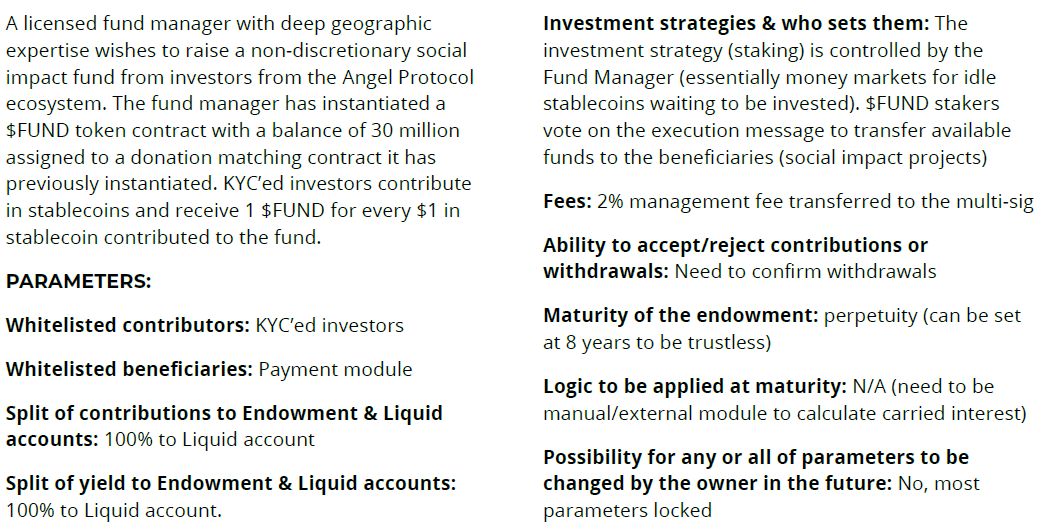 A licensed fund manager with deep geographic
expertise wishes to raise a non-discretionary social
impact fund from investors from the Angel Protocol
ecosystem. The fund manager has instantiated a
$FUND token contract with a balance of 30 million
assigned to a donation matching contract it has
previously instantiated. KYC’ed investors contribute
in stablecoins and receive 1 $FUND for every $1 in
stablecoin contributed to the fund.
PARAMETERS:
Whitelisted contributors: KYC’ed investors
Whitelisted beneficiaries: Payment module
Split of contributions to Endowment & Liquid
accounts: 100% to Liquid account
Split of yield to Endowment & Liquid accounts:
100% to Liquid account.
Investment strategies & who sets them: The
investment strategy (staking) is controlled by the
Fund Manager (essentially money markets for idle
stablecoins waiting to be invested). $FUND stakers
vote on the execution message to transfer available
funds to the beneficiaries (social impact projects)
Fees: 2% management fee transferred to the multi-sig
Ability to accept/reject contributions or
withdrawals: Need to confirm withdrawals
Maturity of the endowment: perpetuity (can be set
at 8 years to be trustless)
Logic to be applied at maturity: N/A (need to be
manual/external module to calculate carried interest)
Possibility for any or all of parameters to be
changed by the owner in the future: No, most
parameters locked